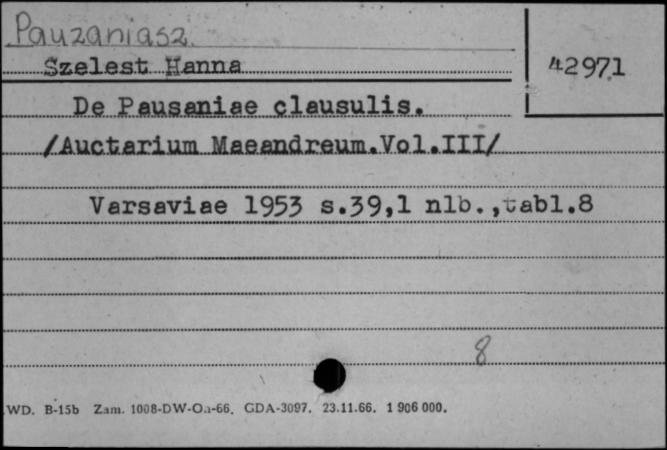 Pauzaniasz
Szelest Hanna
42971
De Pausaniae clausulis.
/Auctarium Maeandreum.Vol.III/
Varsaviae 1953 s.39,1 nlb.,tabl.8
8
WD. B-15b Zam. 1008-DW-Oa-66. GDA-3097. 23.11.66. 1 906 000.